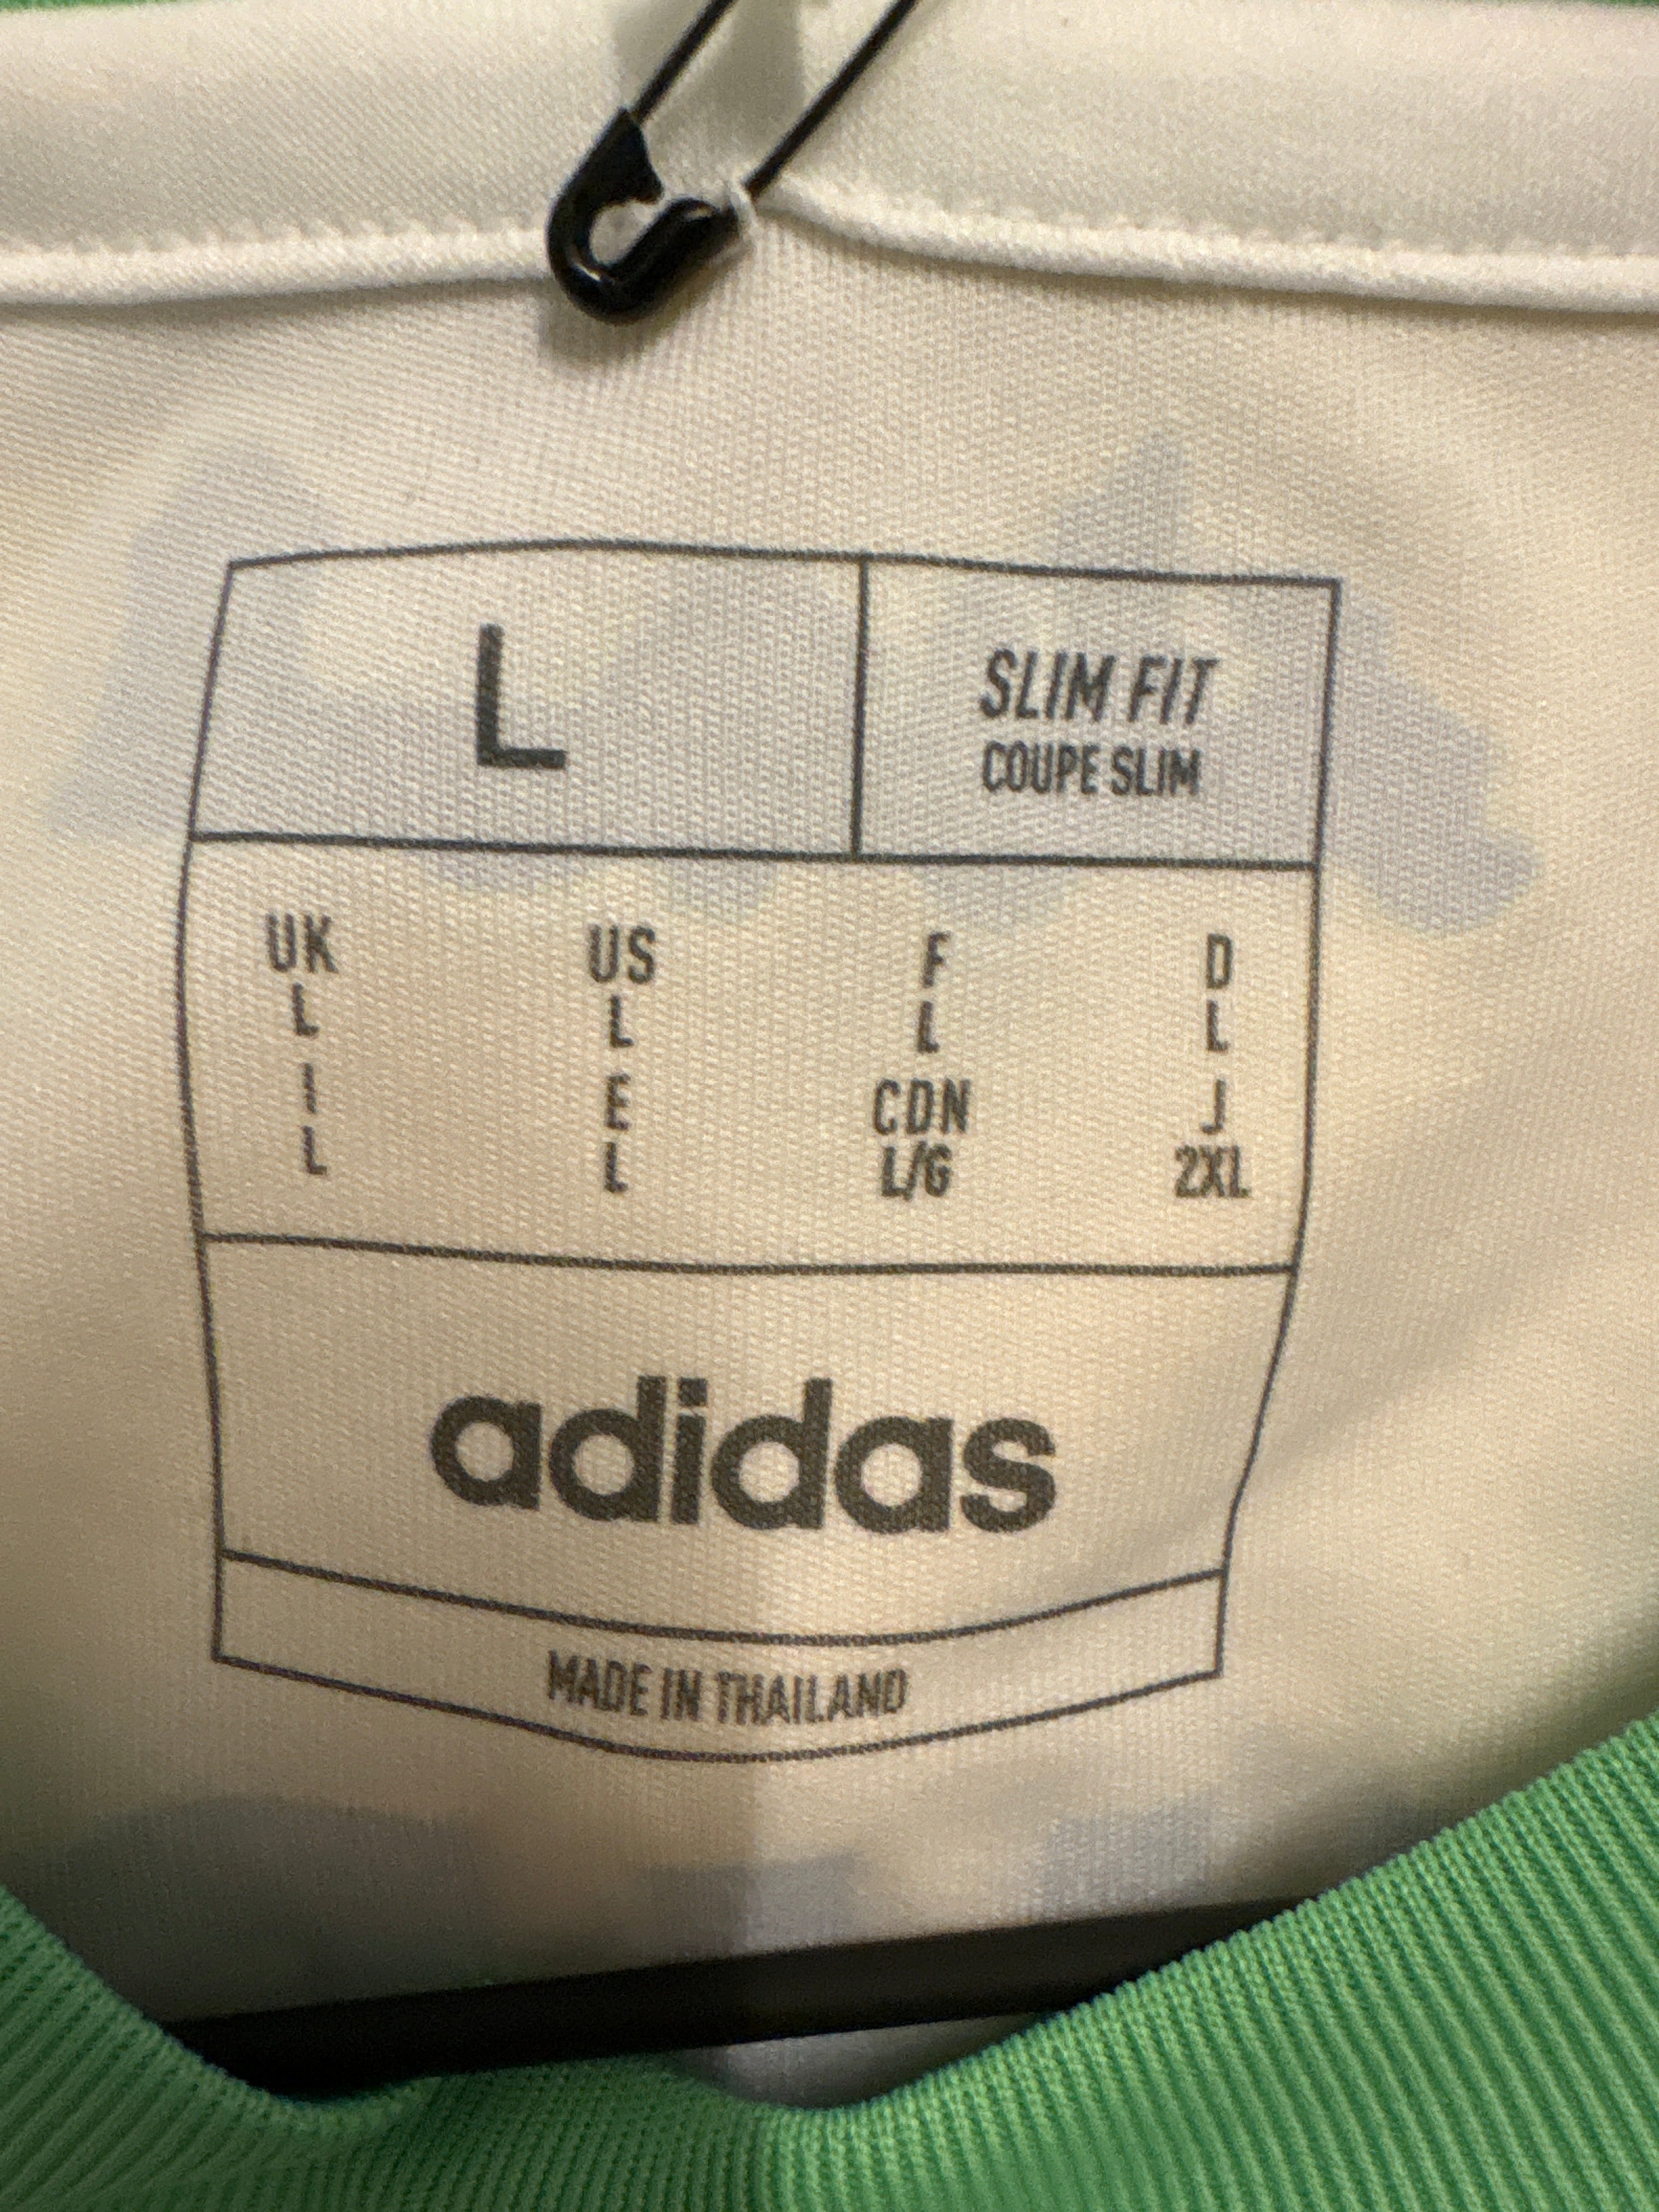 L
SLIM FIT
COUPE SLIM
UK US F D
L L L L
I E CDN J
L L L/G 2XL
adidas
MADE IN THAILAND